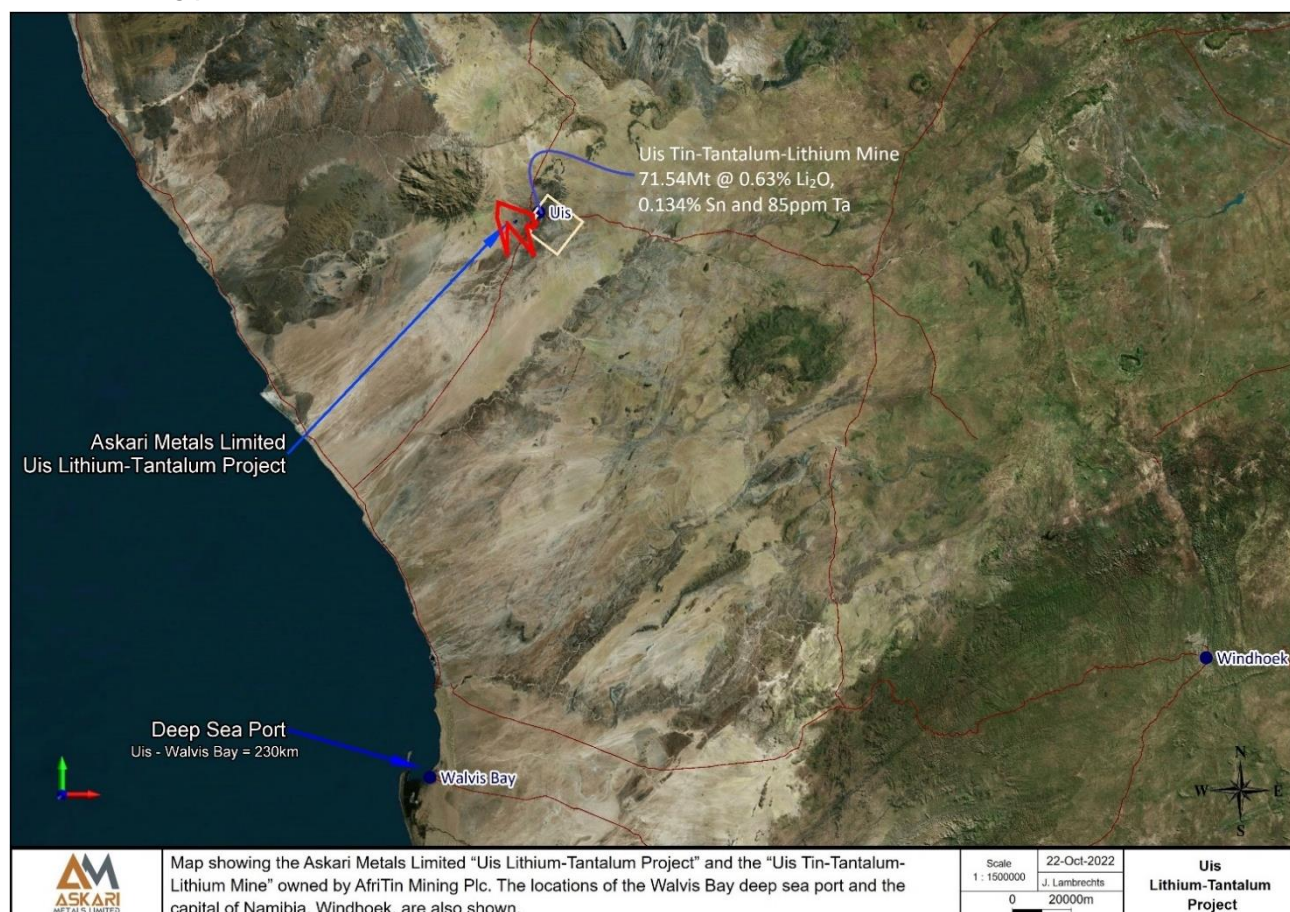 Uis Tin-Tantalum-Lithium Mine
71.54Mt @ 0.63% Li₂O,
0.134% Sn and 85ppm Ta
Uis
Askari Metals Limited
Uis Lithium-Tantalum Project
Windhoek
Deep Sea Port
Uis - Walvis Bay = 230km
Walvis Bay
N
W E
S
AM
ASKARI
METALS LIMITED
Map showing the Askari Metals Limited “Uis Lithium-Tantalum Project” and the “Uis Tin-Tantalum-
Lithium Mine” owned by AfriTin Mining Plc. The locations of the Walvis Bay deep sea port and the
capital of Namibia, Windhoek, are also shown.
Scale
1 : 1500000
22-Oct-2022
J. Lambrechts
0 20000m
Uis
Lithium-Tantalum
Project